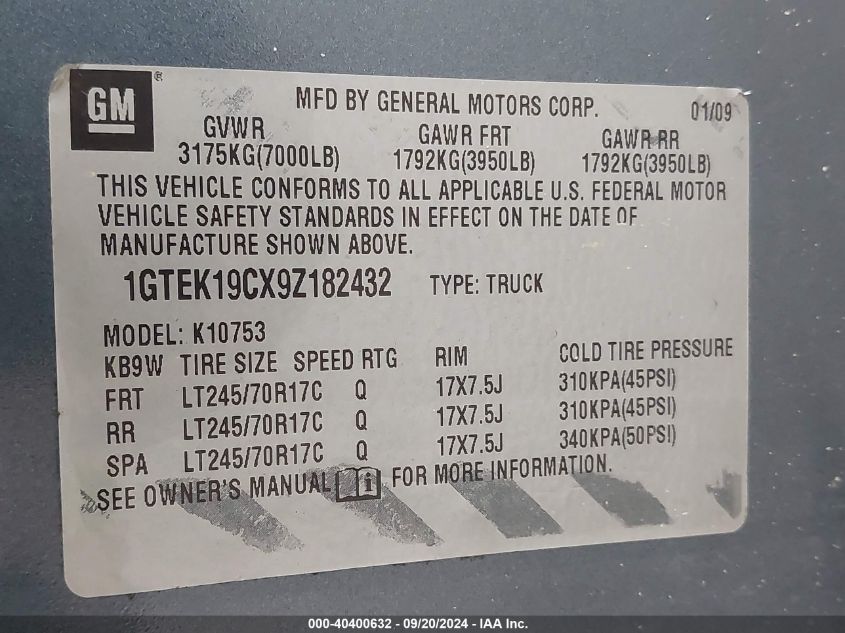 GM ®
MFD BY GENERAL MOTORS CORP. 01/09
GVWR GAWR FRT GAWR RR
3175KG(7000LB) 1792KG(3950LB) 1792KG(3950LB)
THIS VEHICLE CONFORMS TO ALL APPLICABLE U.S. FEDERAL MOTOR
VEHICLE SAFETY STANDARDS IN EFFECT ON THE DATE OF
MANUFACTURE SHOWN ABOVE.
1GTEK19CX9Z182432 TYPE: TRUCK
MODEL: K10753
KB9W TIRE SIZE SPEED RTG RIM COLD TIRE PRESSURE
FRT LT245/70R17C Q 17X7.5J 310KPA(45PSI)
RR LT245/70R17C Q 17X7.5J 310KPA(45PSI)
SPA LT245/70R17C Q 17X7.5J 340KPA(50PSI)
SEE OWNER'S MANUAL i FOR MORE INFORMATION.
000-40400632 - 09/20/2024 - IAA Inc.